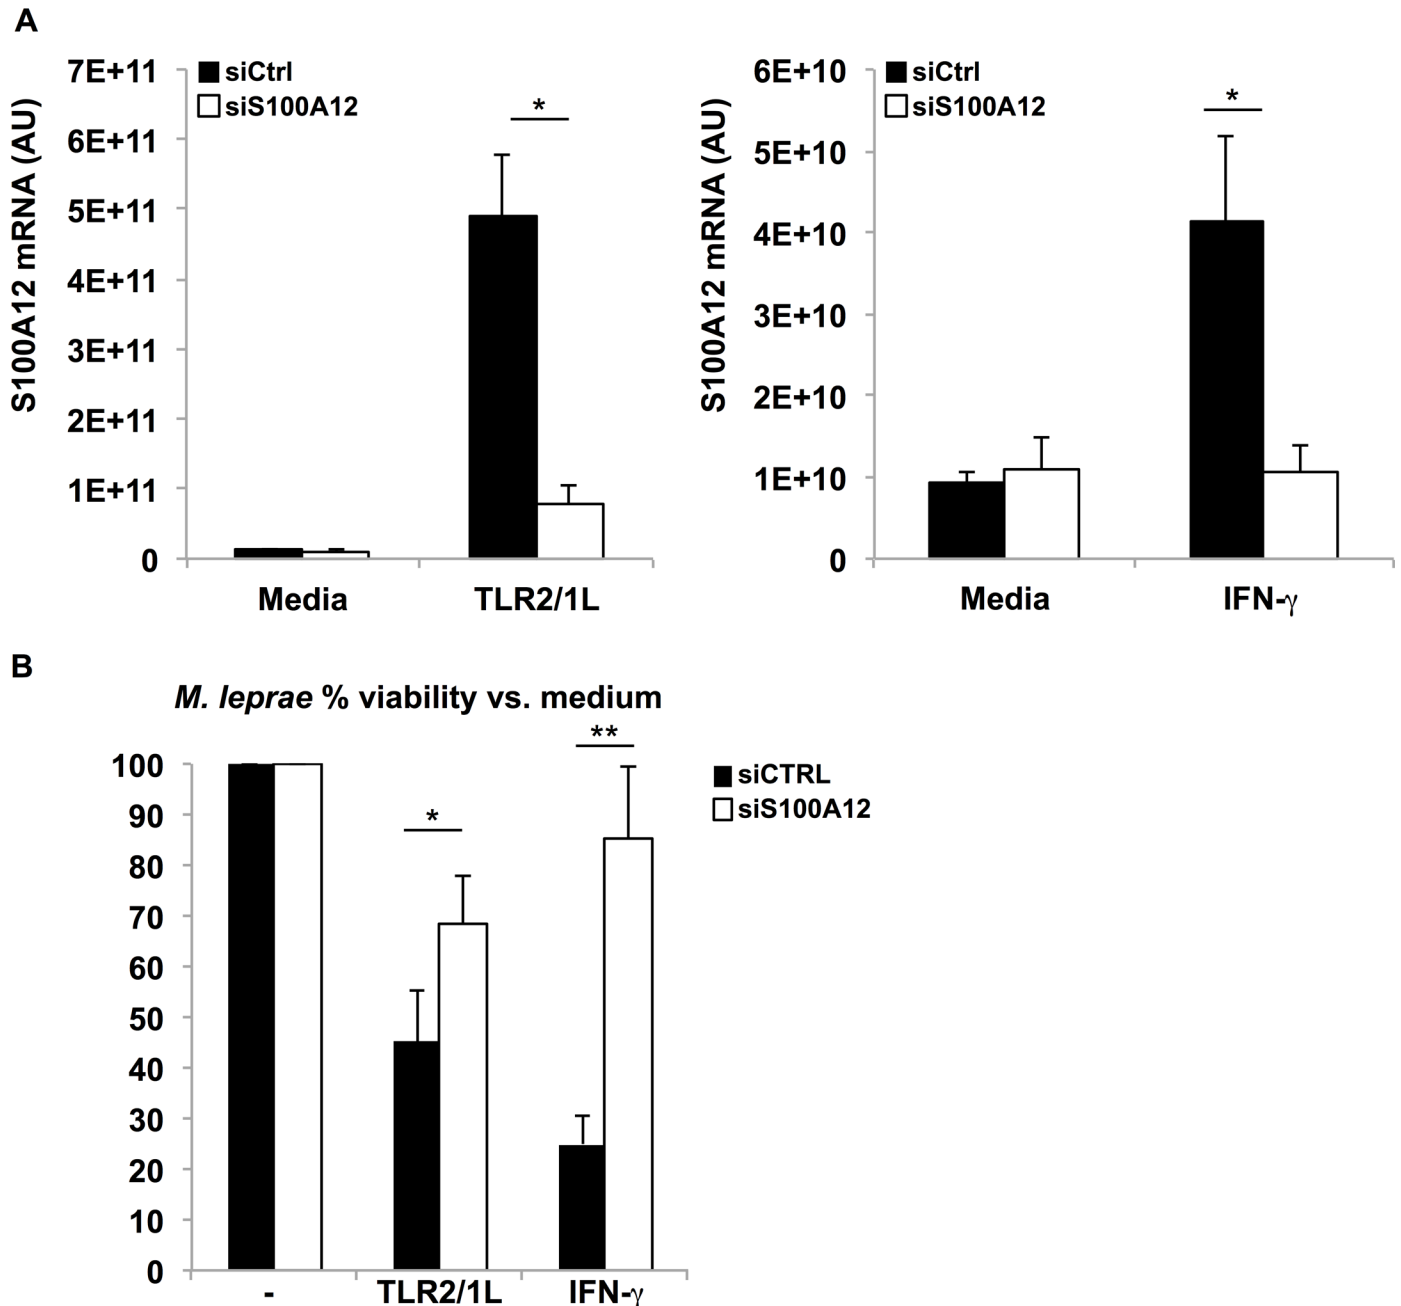 A
S100A12 mRNA (AU)
7E+11
6E+11
5E+11
4E+11
3E+11
2E+11
1E+11
0
siCtrl
siS100A12
*
Media
TLR2/1L
S100A12 mRNA (AU)
6E+10
5E+10
4E+10
3E+10
2E+10
1E+10
0
siCtrl
siS100A12
*
Media
IFN-γ
B
M. leprae % viability vs. medium
100
90
80
70
60
50
40
30
20
10
0
*
**
siCTRL
siS100A12
-
TLR2/1L
IFN-γ